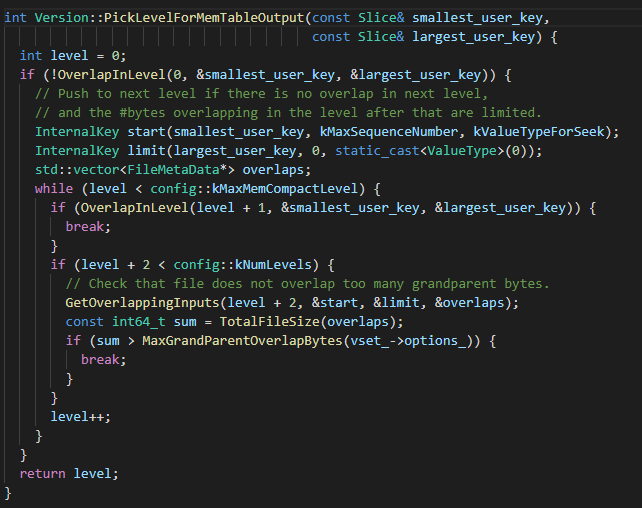 int Version::PickLevelForMemTableOutput(const Slice& smallest_user_key,
                                        const Slice& largest_user_key) {
  int level = 0;
  if (!OverlapInLevel(0, &smallest_user_key, &largest_user_key)) {
    // Push to next level if there is no overlap in next level,
    // and the #bytes overlapping in the level after that are limited.
    InternalKey start(smallest_user_key, kMaxSequenceNumber, kValueTypeForSeek);
    InternalKey limit(largest_user_key, 0, static_cast<ValueType>(0));
    std::vector<FileMetaData*> overlaps;
    while (level < config::kMaxMemCompactLevel) {
      if (OverlapInLevel(level + 1, &smallest_user_key, &largest_user_key)) {
        break;
      }
      if (level + 2 < config::kNumLevels) {
        // Check that file does not overlap too many grandparent bytes.
        GetOverlappingInputs(level + 2, &start, &limit, &overlaps);
        const int64_t sum = TotalFileSize(overlaps);
        if (sum > MaxGrandParentOverlapBytes(vset_->options_)) {
          break;
        }
      }
      level++;
    }
  }
  return level;
}